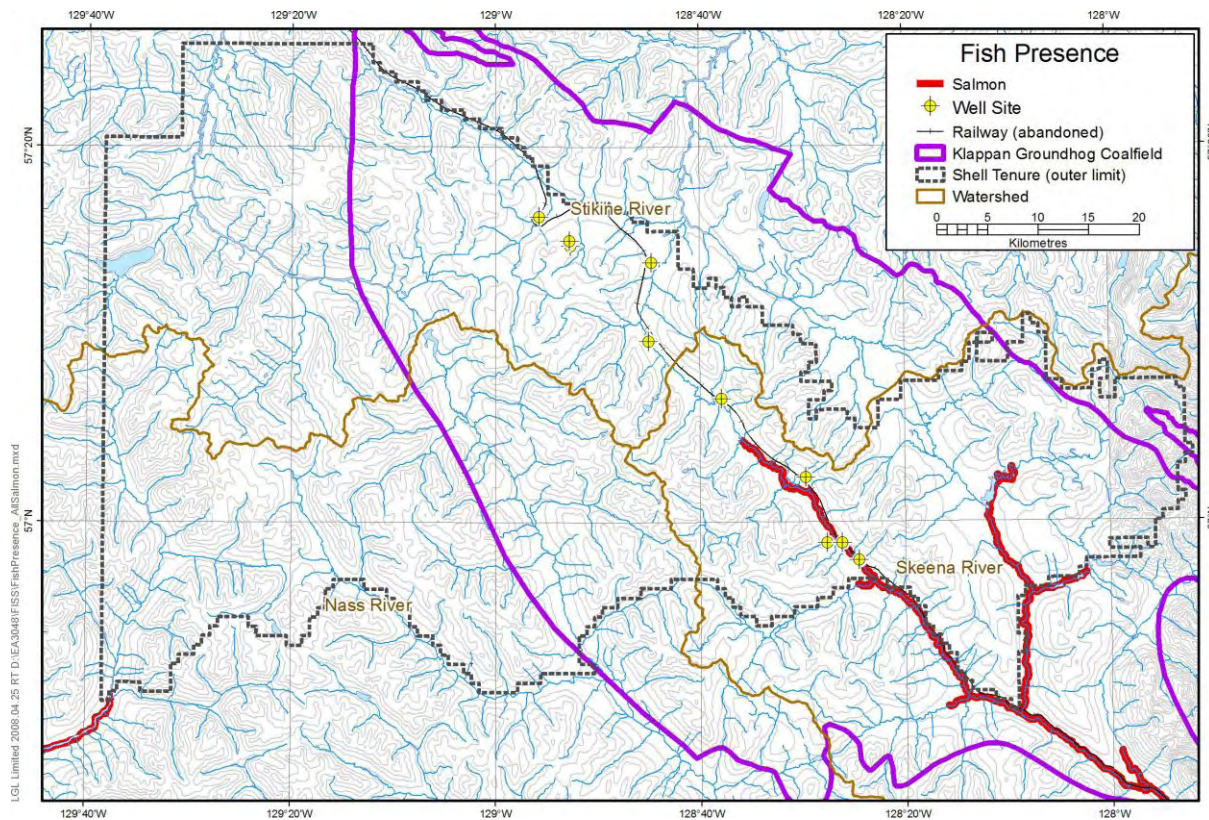 129°40'W
129°20'W
129°W
128°40'W
128°20'W
128°W
Fish Presence
Salmon
Well Site
Railway (abandoned)
Klappan Groundhog Coalfield
Shell Tenure (outer limit)
Watershed
0 5 10 15 20
Kilometres
57°20'N
Stikine River
57°N
Skeena River
Nass River
129°40'W
129°20'W
129°W
128°40'W
128°20'W
128°W
LGL Limited 2008.04.25 RT D:\EA3048\FISS\FishPresence_AllSalmon.mxd